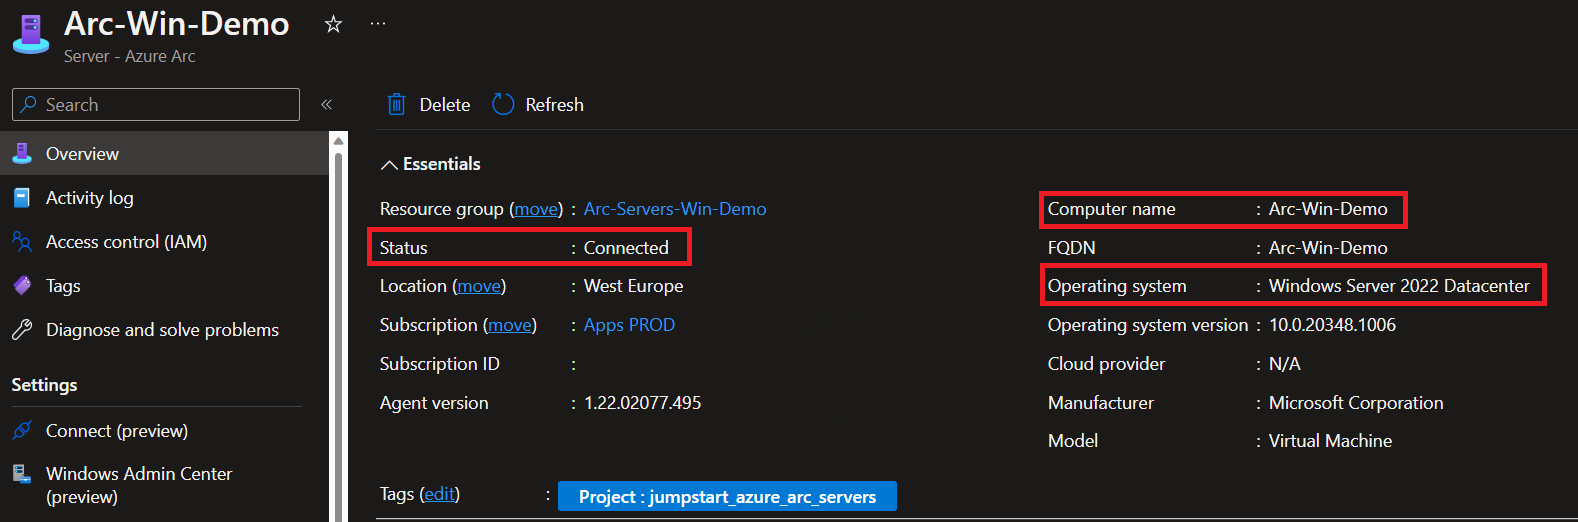 Arc-Win-Demo
Server - Azure Arc
Search
Overview
Activity log
Access control (IAM)
Tags
Diagnose and solve problems
Settings
Connect (preview)
Windows Admin Center
(preview)
Delete
Refresh
Essentials
Resource group (move) : Arc-Servers-Win-Demo
Status : Connected
Location (move) : West Europe
Subscription (move) : Apps PROD
Subscription ID :
Agent version : 1.22.02077.495
Computer name : Arc-Win-Demo
FQDN : Arc-Win-Demo
Operating system : Windows Server 2022 Datacenter
Operating system version : 10.0.20348.1006
Cloud provider : N/A
Manufacturer : Microsoft Corporation
Model : Virtual Machine
Tags (edit) : Project : jumpstart_azure_arc_servers